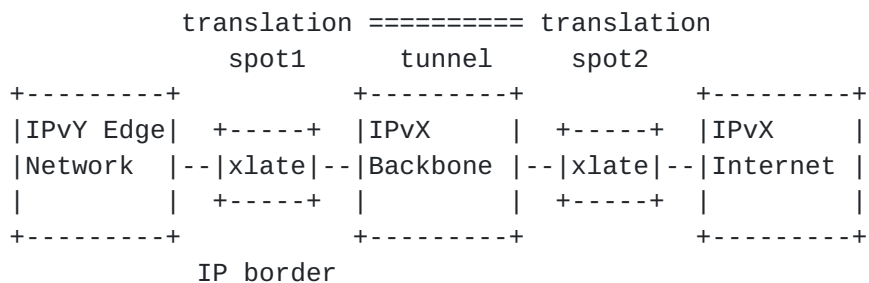 translation ========== translation
spot1 tunnel spot2
+---------+ +---------+ +---------+
|IPvY Edge| +-----+ |IPvX | +-----+ |IPvX |
|Network |--|xlate|--|Backbone |--|xlate|--|Internet |
| | +-----+ | | +-----+ | |
+---------+ +---------+ +---------+
IP border